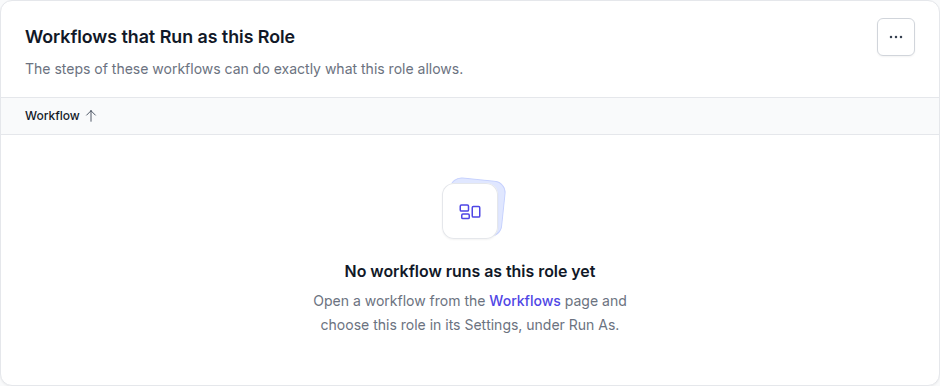 Workflows that Run as this Role
The steps of these workflows can do exactly what this role allows.
Workflow
No workflow runs as this role yet
Open a workflow from the Workflows page and
choose this role in its Settings, under Run As.